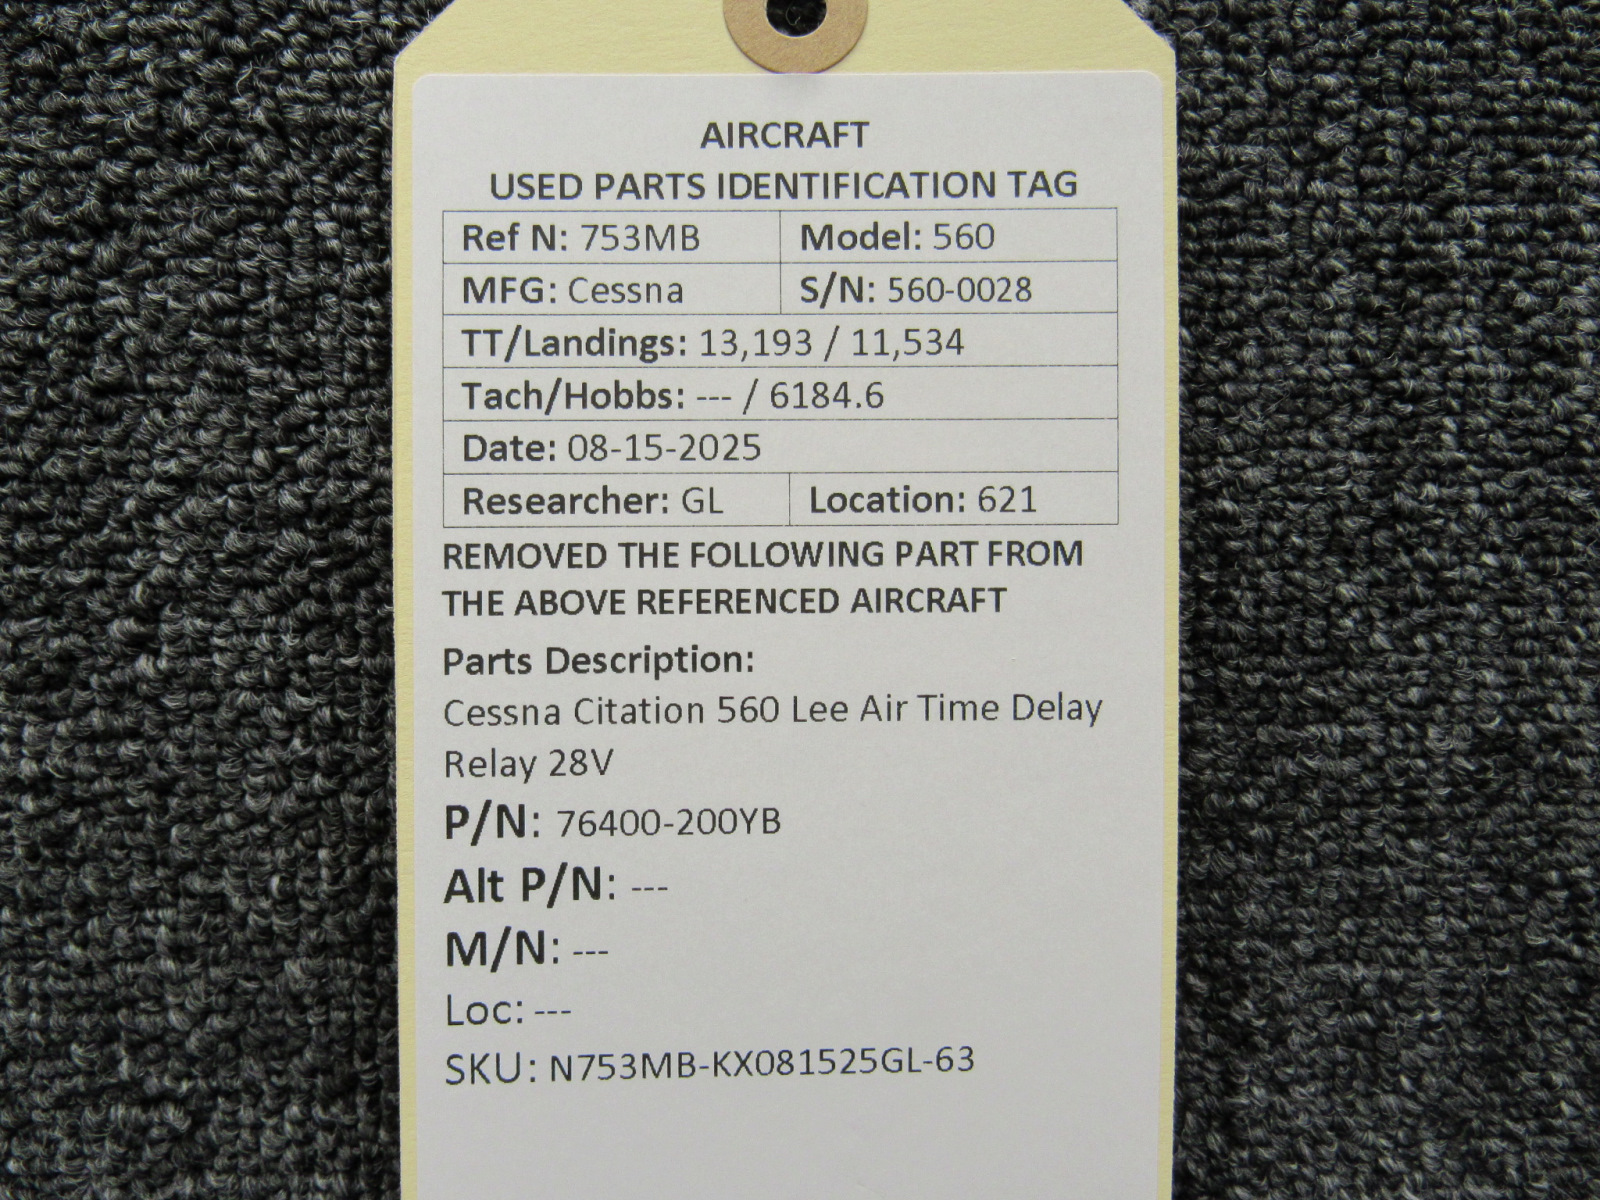 AIRCRAFT
USED PARTS IDENTIFICATION TAG
Ref N: 753MB Model: 560
MFG: Cessna S/N: 560-0028
TT/Landings: 13,193 / 11,534
Tach/Hobbs: --- / 6184.6
Date: 08-15-2025
Researcher: GL Location: 621
REMOVED THE FOLLOWING PART FROM
THE ABOVE REFERENCED AIRCRAFT
Parts Description:
Cessna Citation 560 Lee Air Time Delay
Relay 28V
P/N: 76400-200YB
Alt P/N: ---
M/N: ---
Loc: ---
SKU: N753MB-KX081525GL-63